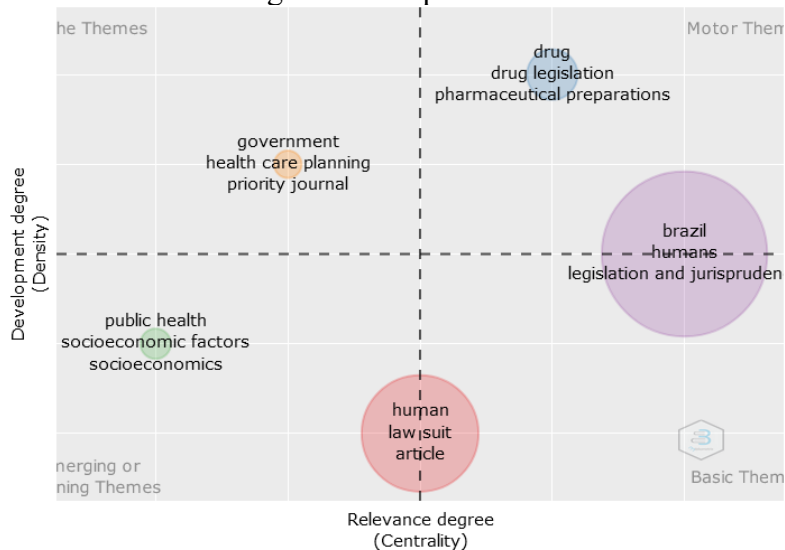 he Themes
Motor Them
drug
drug legislation
pharmaceutical preparations
government
health care planning
priority journal
brazil
humans
legislation and jurispruden
public health
socioeconomic factors
socioeconomics
human
law suit
article
merging or
ning Themes
Basic Them
Development degree
(Density)
Relevance degree
(Centrality)